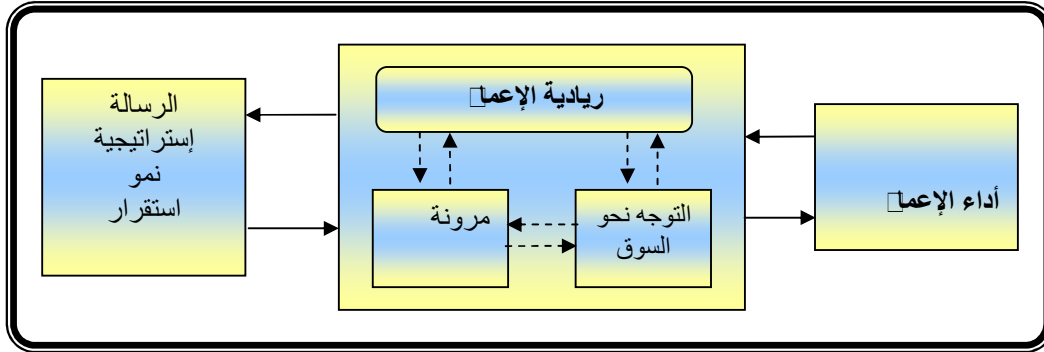 ريادية الإعما
الرسالة
إستراتيجية
نمو
استقرار
مرونة
التوجه نحو
السوق
أداء الإعما